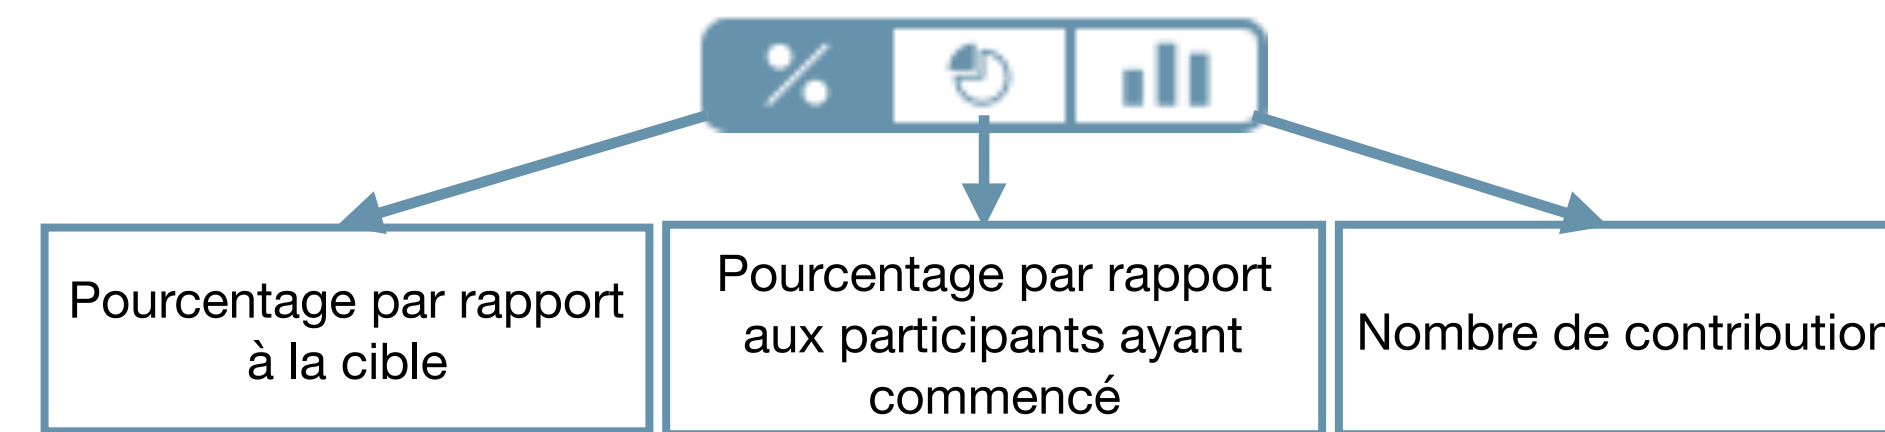 %
Pourcentage par rapport
à la cible
Pourcentage par rapport
aux participants ayant
commencé
Nombre de contribution